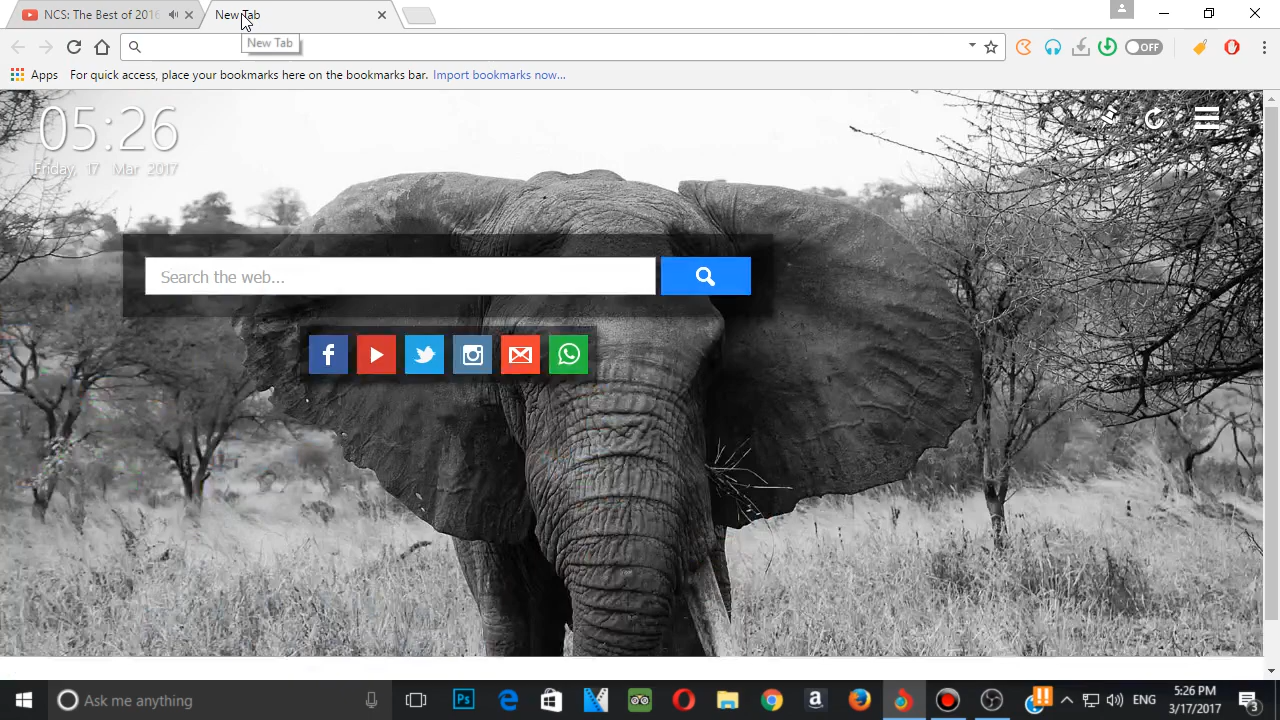 NCS: The Best of 2016
New Tab
New Tab
OFF
Apps
For quick access, place your bookmarks here on the bookmarks bar. Import bookmarks now...
05:26
Friday, 17 Mar 2017
Search the web...
Ask me anything
Ps
ENG
5:26 PM
3/17/2017
3